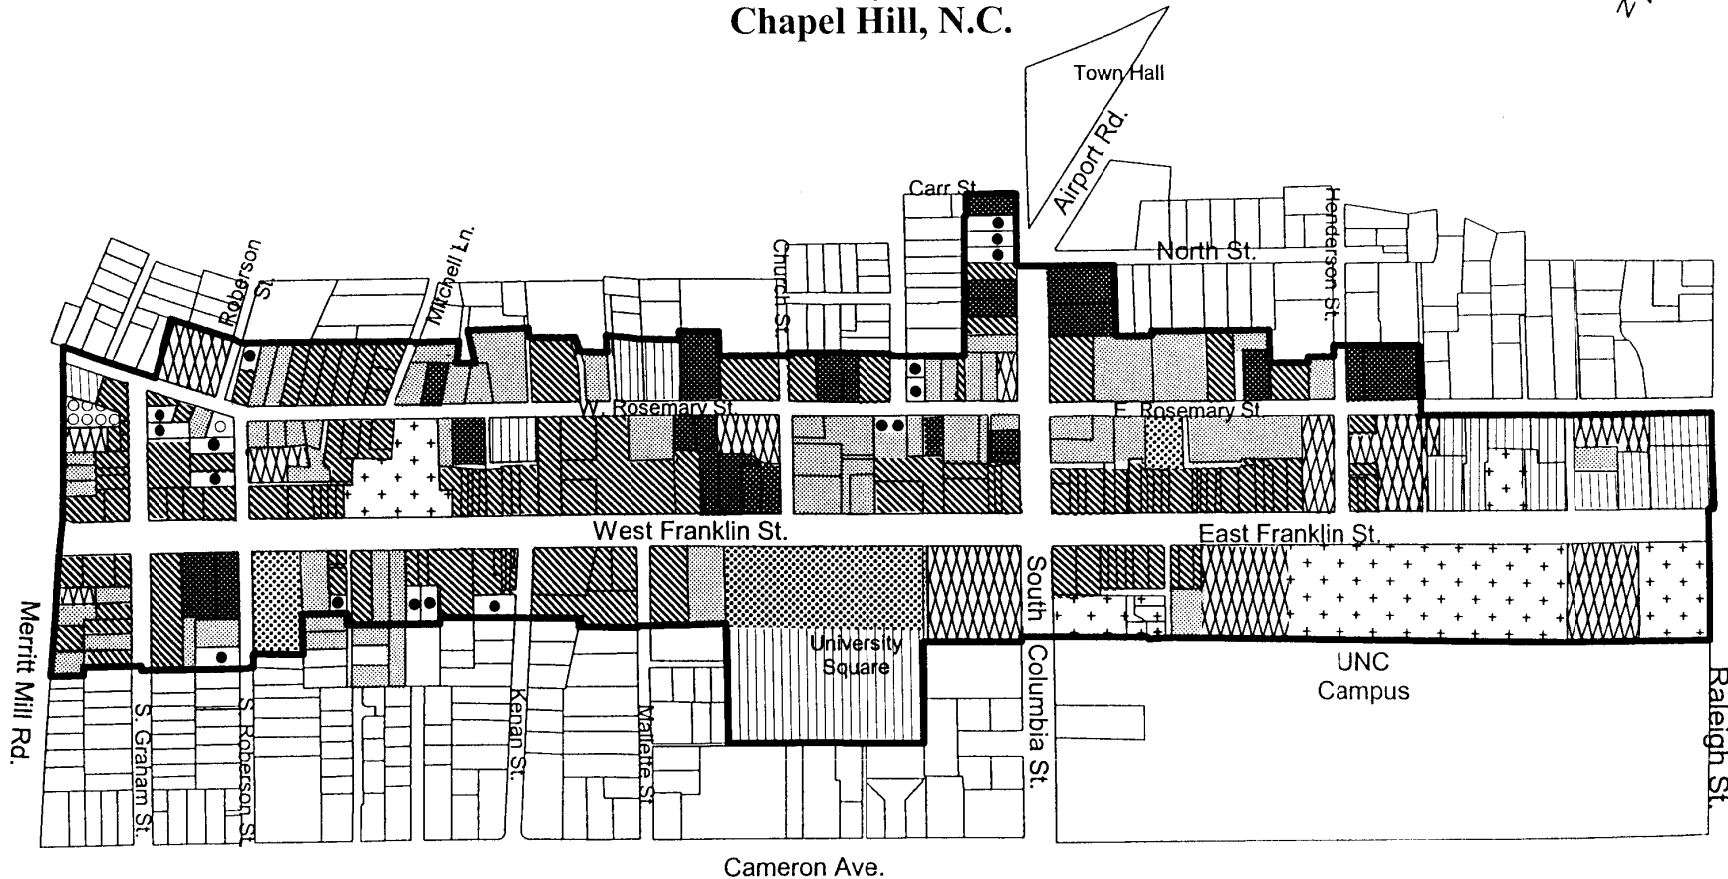 N
Chapel Hill, N.C.
Town Hall
Airport Rd.
Carr St.
North St.
Henderson St.
Roberson
St.
Mitchell Ln.
Church St.
W. Rosemary St.
E. Rosemary St.
West Franklin St.
East Franklin St.
University
Square
South
Columbia St.
UNC
Campus
Merritt Mill Rd.
S. Graham St.
S. Roberson St.
Kenan St.
Mallette St.
Raleigh St.
Cameron Ave.